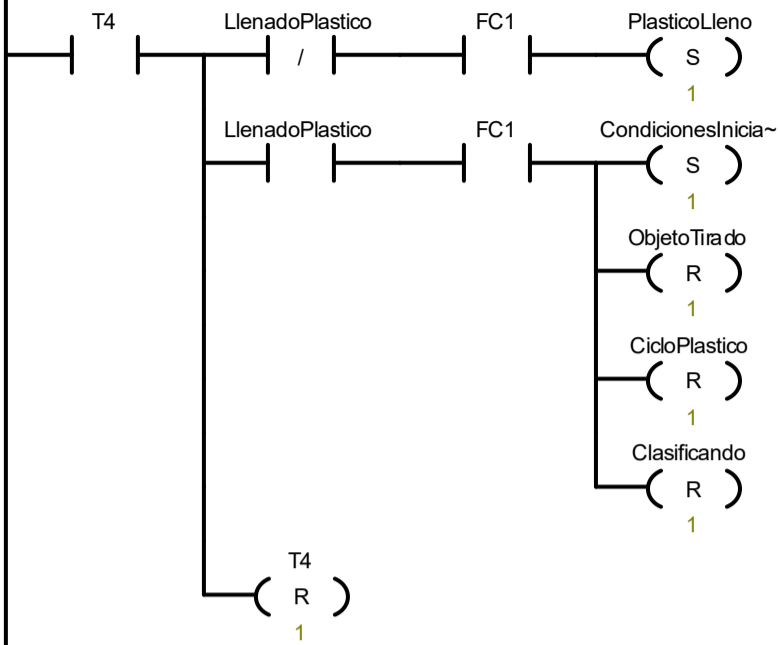 T4 LlenadoPlastico FC1 PlasticoLleno
/ S
1
LlenadoPlastico FC1 CondicionesInicia~
S
1
ObjetoTirado
R
1
CicloPlastico
R
1
Clasificando
R
1
T4
R
1